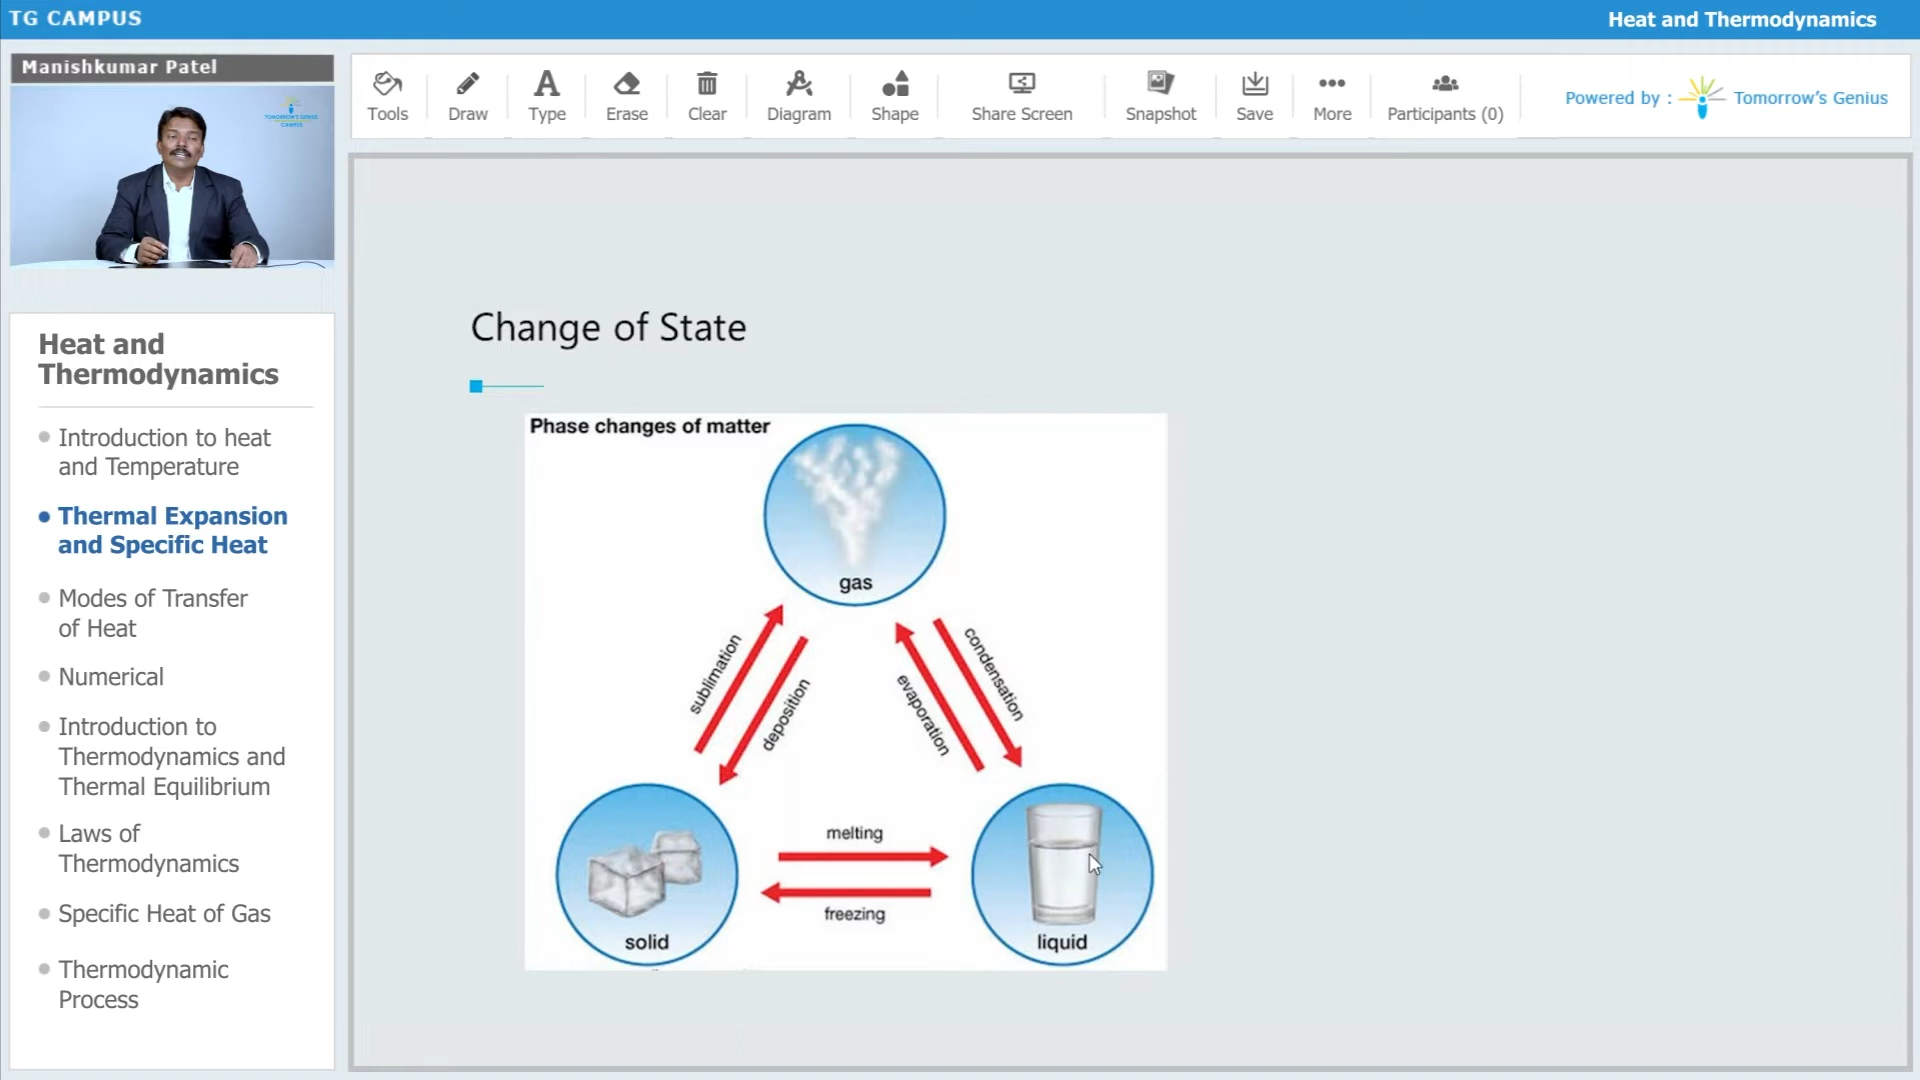 TG CAMPUS
Heat and Thermodynamics
Manishkumar Patel
TOMORROW'S GENIUS
CAMPUS
Tools
Draw
Type
Erase
Clear
Diagram
Shape
Share Screen
Snapshot
Save
More
Participants (0)
Powered by : Tomorrow's Genius
Heat and
Thermodynamics
Introduction to heat
and Temperature
Thermal Expansion
and Specific Heat
Modes of Transfer
of Heat
Numerical
Introduction to
Thermodynamics and
Thermal Equilibrium
Laws of
Thermodynamics
Specific Heat of Gas
Thermodynamic
Process
Change of State
Phase changes of matter
gas
sublimation
deposition
evaporation
condensation
melting
freezing
solid
liquid